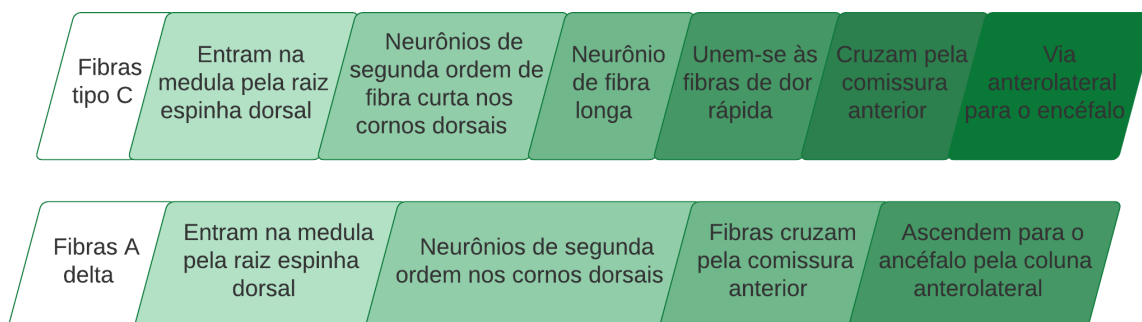 Fibras
tipo C
Entram na
medula pela raiz
espinha dorsal
Neurônios de
segunda ordem de
fibra curta nos
cornos dorsais
Neurônio
de fibra
longa
Unem-se às
fibras de dor
rápida
Cruzam pela
comissura
anterior
Via
anterolateral
para o encéfalo
Fibras A
delta
Entram na medula
pela raiz espinha
dorsal
Neurônios de segunda
ordem nos cornos dorsais
Fibras cruzam
pela comissura
anterior
Ascendem para o
ancéfalo pela coluna
anterolateral